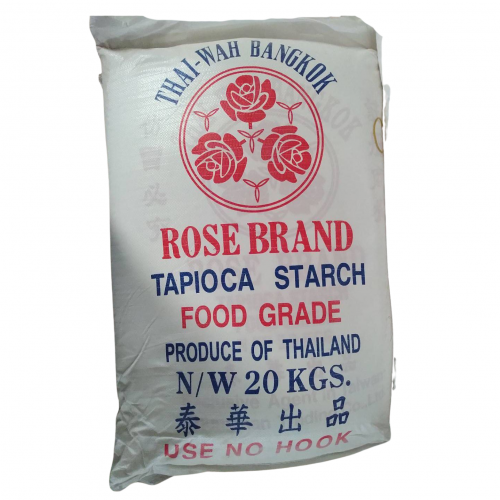 THAI-WAH BANGKOK
ROSE BRAND
TAPIOCA STARCH
FOOD GRADE
PRODUCE OF THAILAND
N/W 20 KGS.
泰華出品
USE NO HOOK